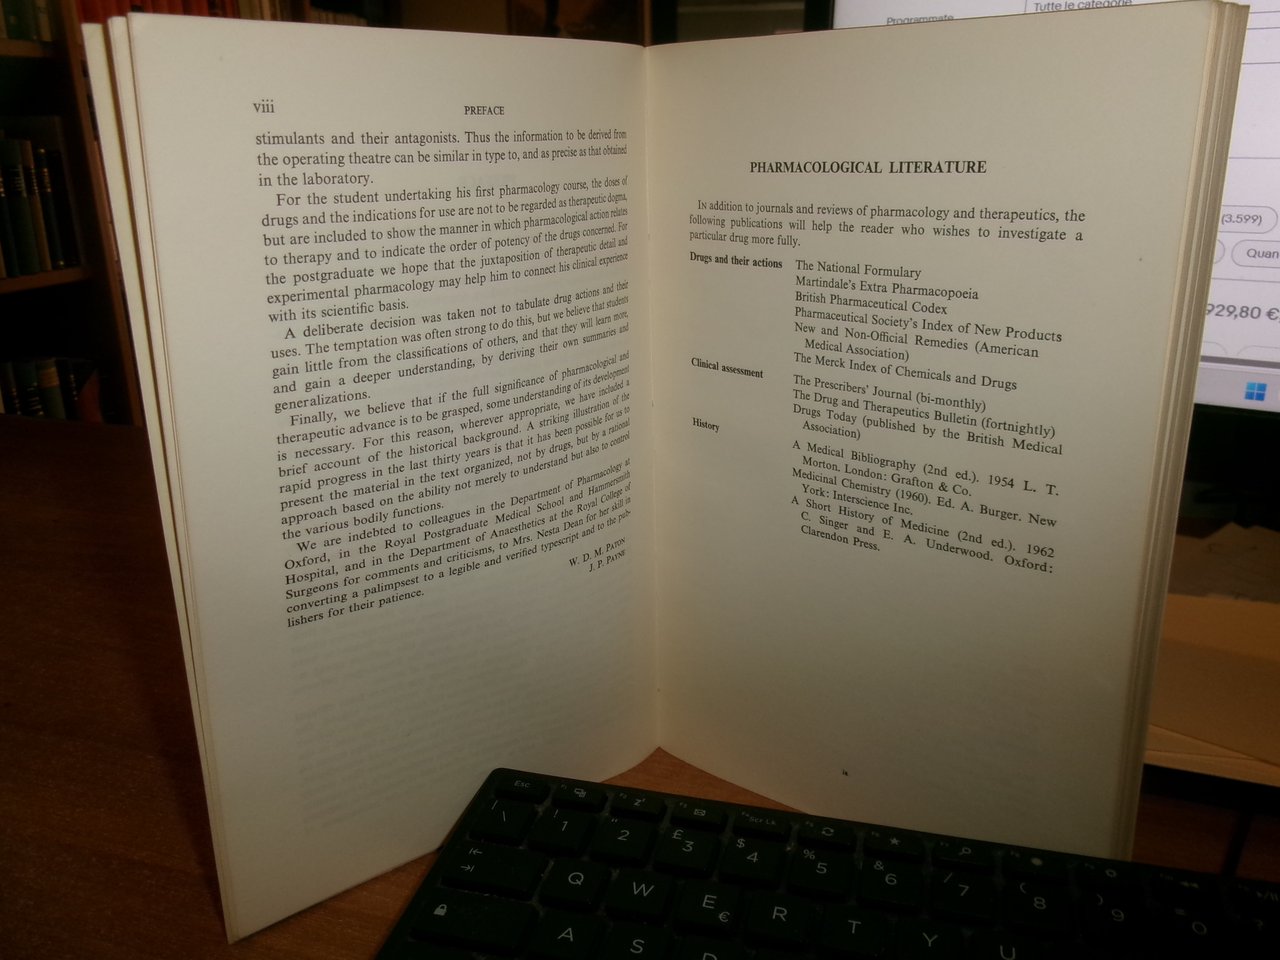 viii
PREFACE
stimulants and their antagonists. Thus the information to be derived from
the operating theatre can be similar in type to, and as precise as that obtained
in the laboratory.
For the student undertaking his first pharmacology course, the doses of
drugs and the indications for use are not to be regarded as therapeutic dogma,
but are included to show the manner in which pharmacological action relates
to therapy and to indicate the order of potency of the drugs concerned. For
the postgraduate we hope that the juxtaposition of therapeutic detail and
experimental pharmacology may help him to connect his clinical experience
with its scientific basis.
A deliberate decision was taken not to tabulate drug actions and their
uses. The temptation was often strong to do this, but we believe that students
gain little from the classifications of others, and that they will learn more,
and gain a deeper understanding, by deriving their own summaries and
generalizations.
Finally, we believe that if the full significance of pharmacological and
therapeutic advance is to be grasped, some understanding of its development
is necessary. For this reason, wherever appropriate, we have included a
brief account of the historical background. A striking illustration of the
rapid progress in the last thirty years is that it has been possible for us to
present the material in the text organized, not by drugs, but by a rational
approach based on the ability not merely to understand but also to control
the various bodily functions.
We are indebted to colleagues in the Department of Pharmacology at
Oxford, in the Royal Postgraduate Medical School and Hammersmith
Hospital, and in the Department of Anaesthetics at the Royal College of
Surgeons for comments and criticisms, to Mrs. Nesta Dean for her skill in
converting a palimpsest to a legible and verified typescript and to the pub-
lishers for their patience.
W. D. M. PATON
J. P. PAYNE
PHARMACOLOGICAL LITERATURE
IN addition to journals and reviews of pharmacology and therapeutics, the
following publications will help the reader who wishes to investigate a
particular drug more fully.
Drugs and their actions
The National Formulary
Martindale's Extra Pharmacopoeia
British Pharmaceutical Codex
Pharmaceutical Society's Index of New Products
New and Non-Official Remedies (American
Medical Association)
The Merck Index of Chemicals and Drugs
Clinical assessment
The Prescribers' Journal (bi-monthly)
The Drug and Therapeutics Bulletin (fortnightly)
Drugs Today (published by the British Medical
Association)
History
A Medical Bibliography (2nd ed.). 1954 L. T.
Morton. London: Grafton & Co.
Medicinal Chemistry (1960). Ed. A. Burger. New
York: Interscience Inc.
A Short History of Medicine (2nd ed.). 1962
C. Singer and E. A. Underwood. Oxford:
Clarendon Press.
ix
Programmate
Tutte le categorie
(3.599)
Quan
929,80 €
Esc
Scr Lk
! 1
" 2
£ 3
$ 4
% 5
& 6
/ 7
( 8
) 9
= 0
| \
Q W E € R T Y U
A S D